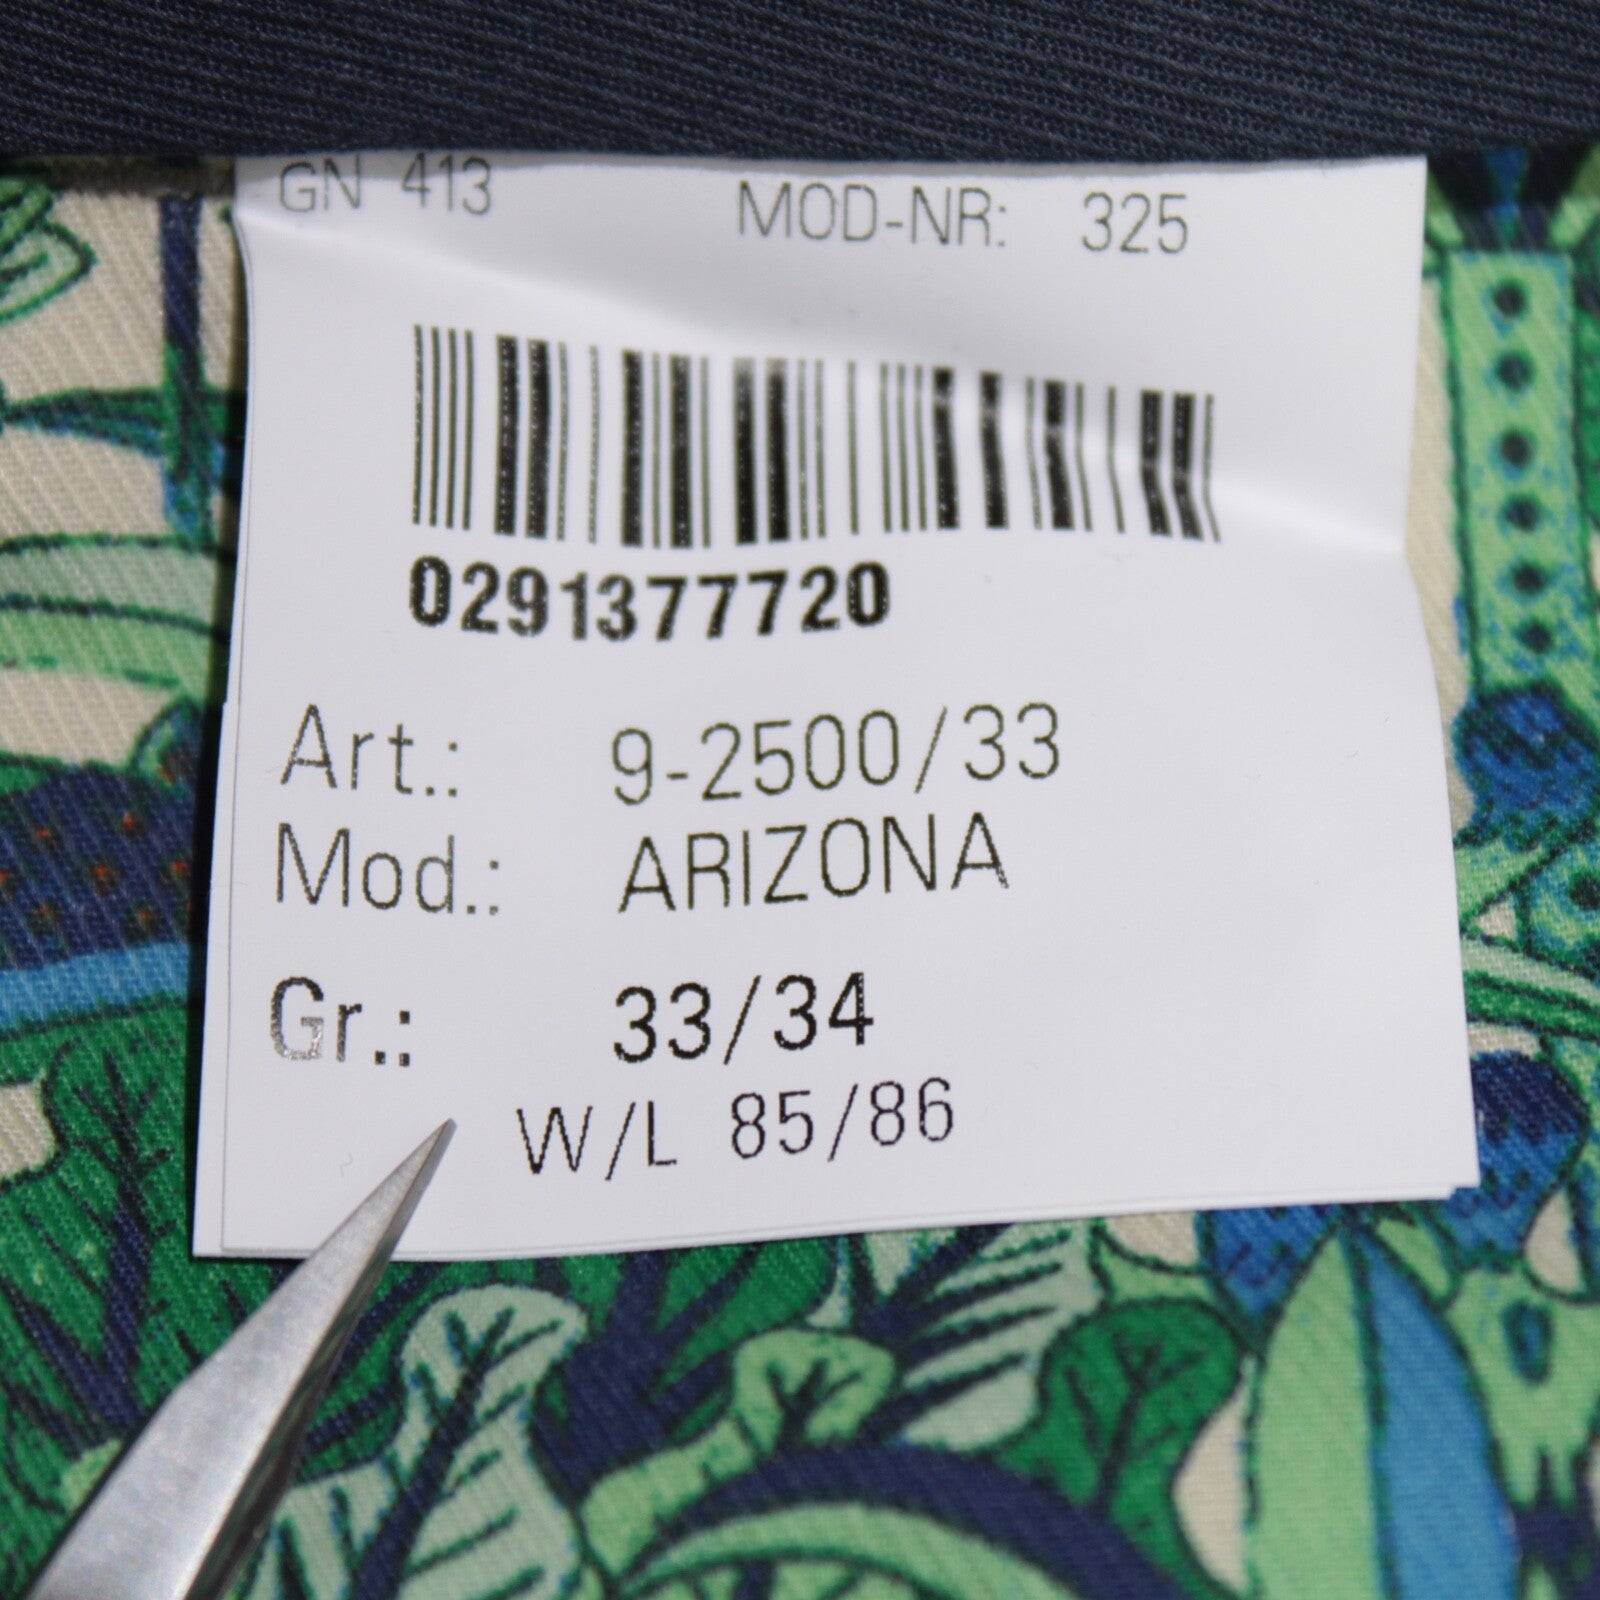 GN 413 MOD-NR: 325
0291377720
Art.: 9-2500/33
Mod.: ARIZONA
Gr.: 33/34
W/L 85/86